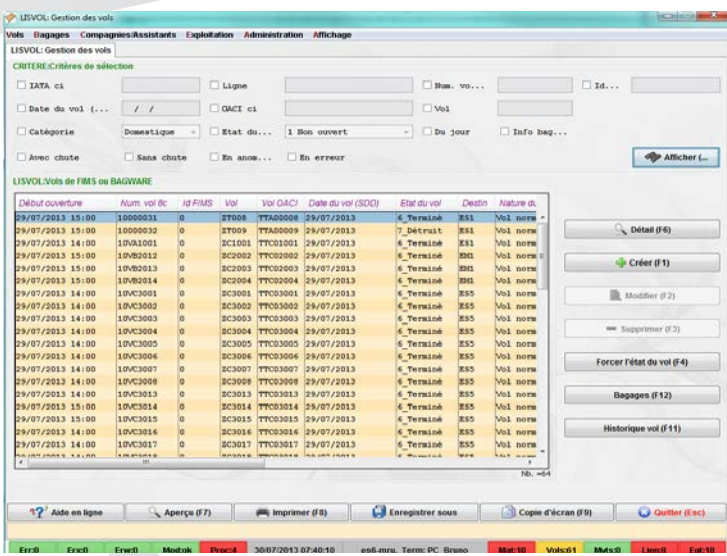 LISVOL: Gestion des vols
Vols Bagages Compagnies/Assistants Exploitation Administration Affichage
LISVOL: Gestion des vols
CRITERE:Critères de sélection
IATA ci Ligne Num. vo... Id...
Date du vol (... / / OACI ci Vol
Catégorie Domestique Etat du... 1 Non ouvert Du jour Info bag...
Avec chute Sans chute En anom... En erreur Afficher (...
LISVOL:Vols de FIMS ou BAGWARE
Début ouverture Num. vol Bc Id FIMS Vol Vol OACI Date du vol (SDD) Etat du vol Destin Nature du
29/07/2013 15:00 10000031 0 ZT008 TTA00008 29/07/2013 6_Terminé ES1 Vol norm
29/07/2013 15:00 10000032 0 ZT009 TTA00009 29/07/2013 7_Détruit ES1 Vol norm
29/07/2013 14:00 10VA1001 0 ZC1001 TTC01001 29/07/2013 6_Terminé ES1 Vol norm
29/07/2013 15:00 10VB2012 0 ZC2002 TTC02002 29/07/2013 6_Terminé EM1 Vol norm
29/07/2013 15:00 10VB2013 0 ZC2003 TTC02003 29/07/2013 6_Terminé EM1 Vol norm
29/07/2013 15:00 10VB2014 0 ZC2004 TTC02004 29/07/2013 6_Terminé EM1 Vol norm
29/07/2013 14:00 10VC3001 0 ZC3001 TTC03001 29/07/2013 6_Terminé ES5 Vol norm
29/07/2013 14:00 10VC3002 0 ZC3002 TTC03002 29/07/2013 6_Terminé ES5 Vol norm
29/07/2013 14:00 10VC3003 0 ZC3003 TTC03003 29/07/2013 6_Terminé ES5 Vol norm
29/07/2013 14:00 10VC3004 0 ZC3004 TTC03004 29/07/2013 6_Terminé ES5 Vol norm
29/07/2013 14:00 10VC3005 0 ZC3005 TTC03005 29/07/2013 6_Terminé ES5 Vol norm
29/07/2013 14:00 10VC3006 0 ZC3006 TTC03006 29/07/2013 6_Terminé ES5 Vol norm
29/07/2013 14:00 10VC3007 0 ZC3007 TTC03007 29/07/2013 6_Terminé ES5 Vol norm
29/07/2013 14:00 10VC3008 0 ZC3008 TTC03008 29/07/2013 6_Terminé ES5 Vol norm
29/07/2013 15:00 10VC3013 0 ZC3013 TTC03013 29/07/2013 6_Terminé ES5 Vol norm
29/07/2013 15:00 10VC3014 0 ZC3014 TTC03014 29/07/2013 6_Terminé ES5 Vol norm
29/07/2013 15:00 10VC3015 0 ZC3015 TTC03015 29/07/2013 6_Terminé ES5 Vol norm
29/07/2013 14:00 10VC3016 0 ZC3016 TTC03016 29/07/2013 6_Terminé ES5 Vol norm
29/07/2013 14:00 10VC3017 0 ZC3017 TTC03017 29/07/2013 6_Terminé ES5 Vol norm
Nb. =64
Détail (F6)
Créer (F1)
Modifier (F2)
Supprimer (F3)
Forcer l'état du vol (F4)
Bagages (F12)
Historique vol (F11)
Aide en ligne Aperçu (F7) Imprimer (F8) Enregistrer sous Copie d'écran (F9) Quitter (Esc)
Err:0 Mod:ok Proc:4 30/07/2013 07:40:10 es6-mru, Term: PC_Bruno Mat:10 Vols:61 Mvts:0